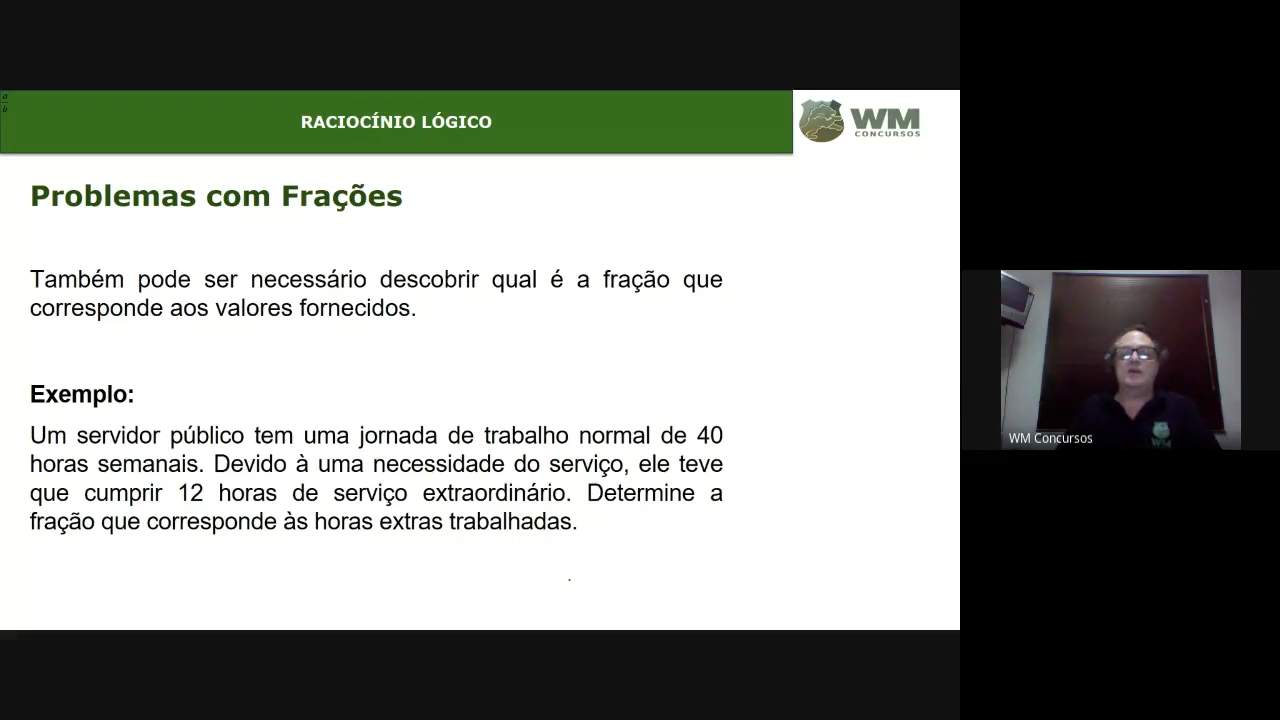 a
b
RACIOCÍNIO LÓGICO
WM
CONCURSOS
Problemas com Frações
Também pode ser necessário descobrir qual é a fração que
corresponde aos valores fornecidos.
Exemplo:
Um servidor público tem uma jornada de trabalho normal de 40
horas semanais. Devido à uma necessidade do serviço, ele teve
que cumprir 12 horas de serviço extraordinário. Determine a
fração que corresponde às horas extras trabalhadas.
WM Concursos
WM